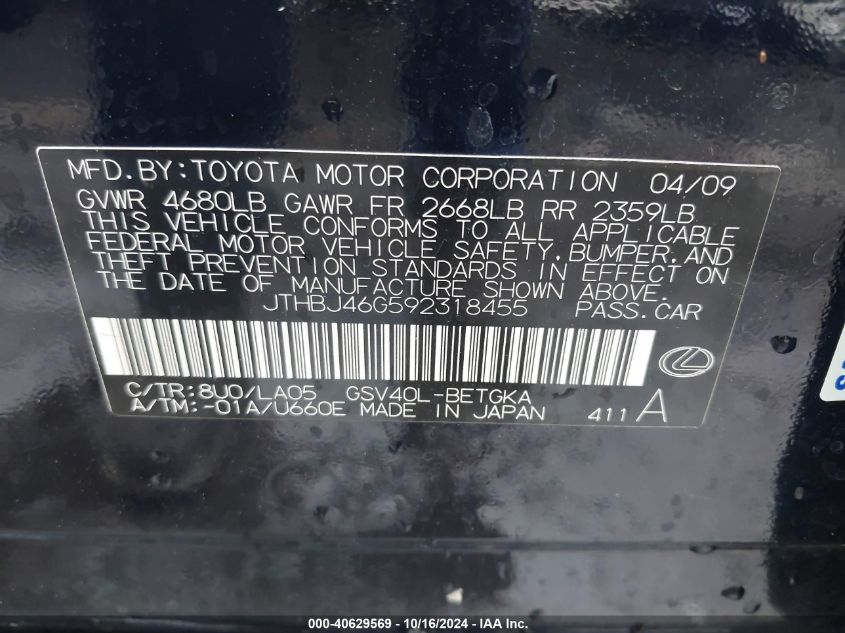 MFD.BY:TOYOTA MOTOR CORPORATION 04/09
GVWR 4680LB GAWR FR 2668LB RR 2359LB
THIS VEHICLE CONFORMS TO ALL APPLICABLE
FEDERAL MOTOR VEHICLE SAFETY,BUMPER,AND
THEFT PREVENTION STANDARDS IN EFFECT ON
THE DATE OF MANUFACTURE SHOWN ABOVE.
JTHBJ46G592318455 PASS.CAR
C/TR:8U0/LA05 GSV40L-BETGKA
A/TM:-01A/U660E MADE IN JAPAN 411A
000-40629569 - 10/16/2024 - IAA Inc.